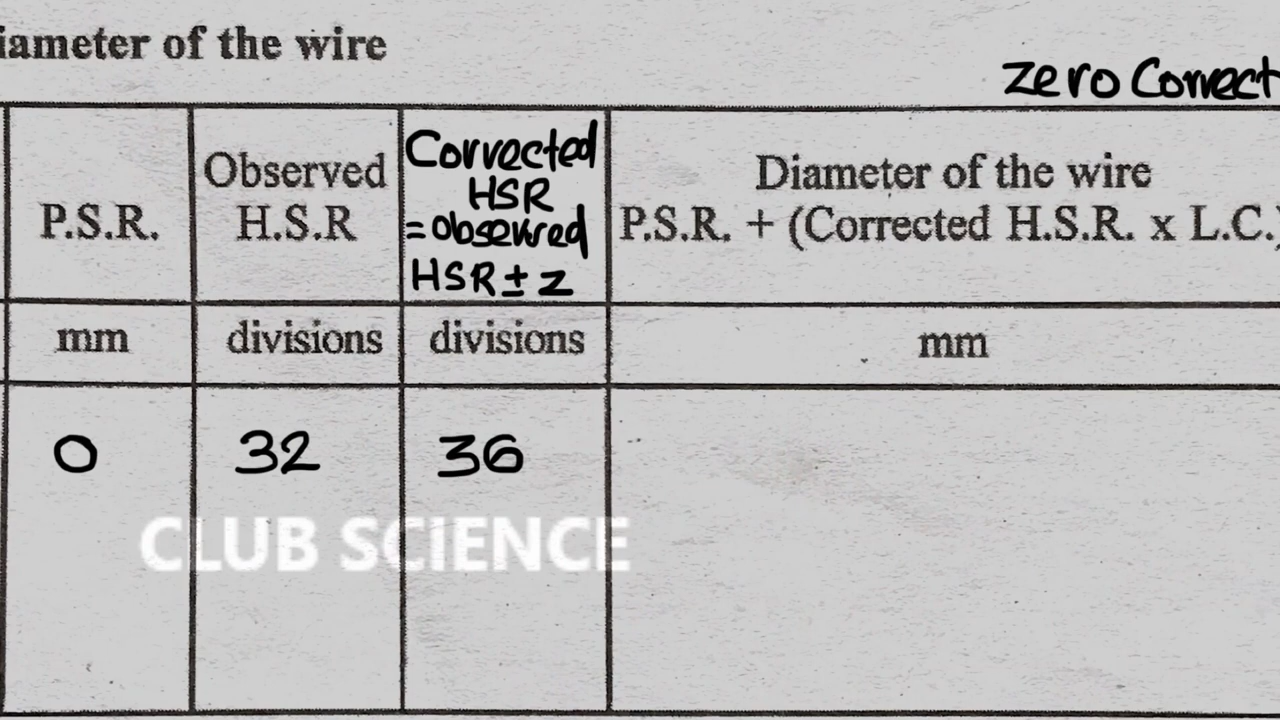 iameter of the wire
zero Correct
P.S.R.
Observed
H.S.R
Corrected
HSR
=observed
HSR ± z
Diameter of the wire
P.S.R. + (Corrected H.S.R. x L.C.)
mm
divisions
divisions
mm
0
32
36
CLUB SCIENCE